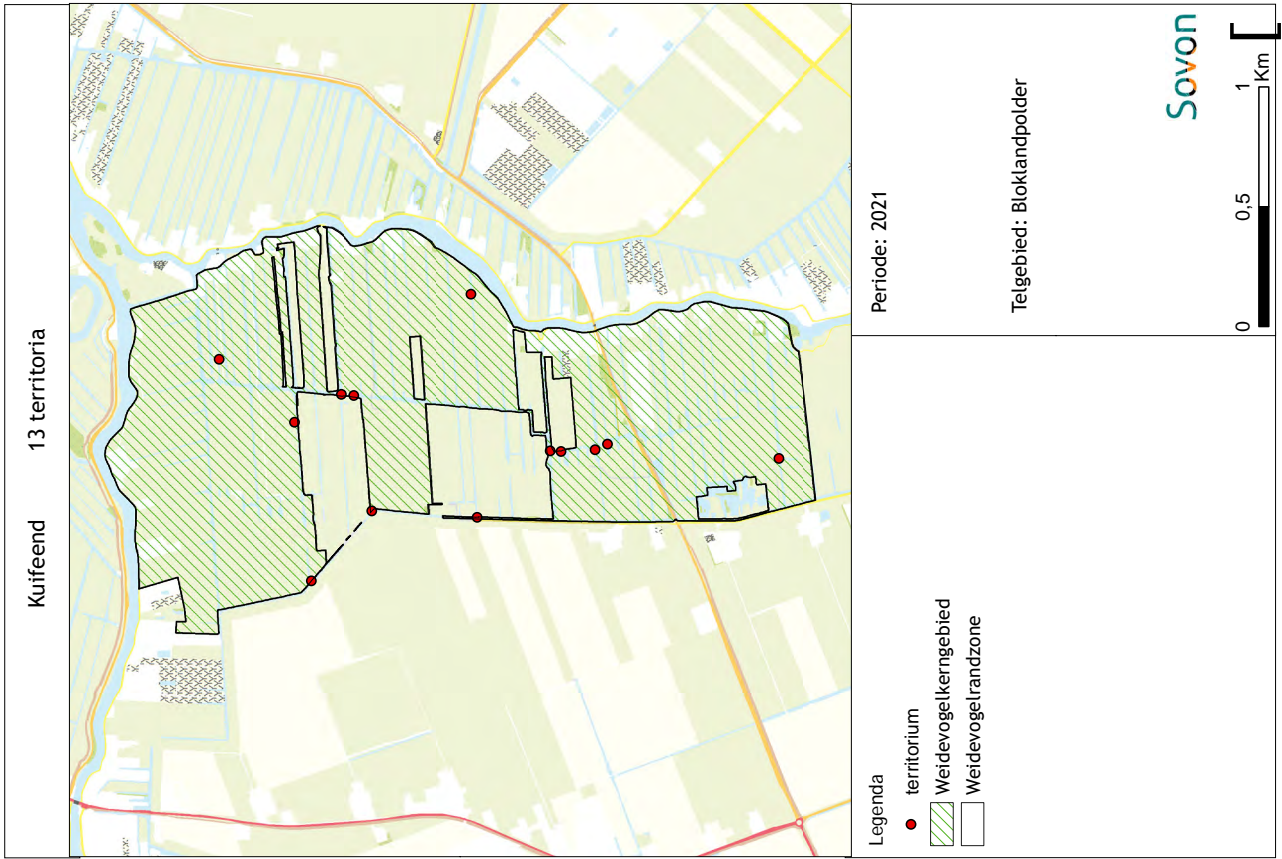 Kuifeend 13 territoria
Legenda
territorium
Weidevogelkerngebied
Weidevogelrandzone
Periode: 2021
Telgebied: Bloklandpolder
0 0,5 1 Km
Sovon